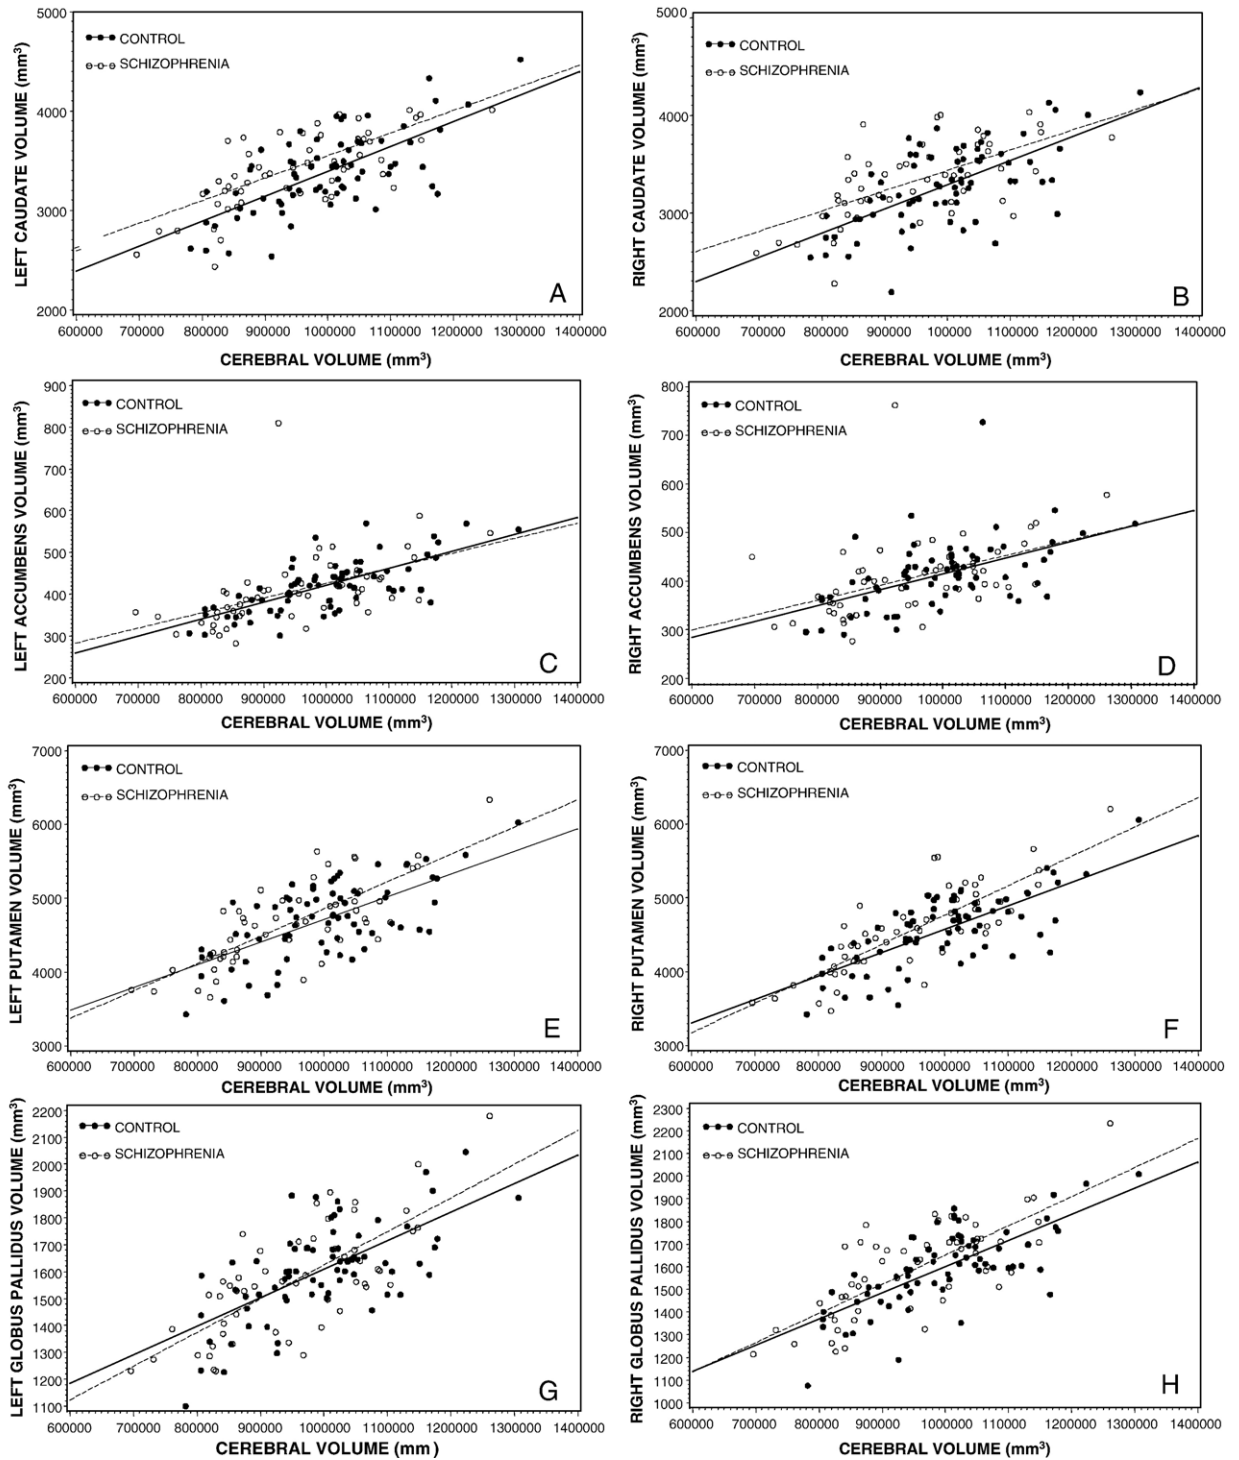 LEFT CAUDATE VOLUME (mm³)
5000
4000
3000
2000
CONTROL
SCHIZOPHRENIA
A
600000 700000 800000 900000 1000000 1100000 1200000 1300000 1400000
CEREBRAL VOLUME (mm³)
RIGHT CAUDATE VOLUME (mm³)
5000
4000
3000
2000
CONTROL
SCHIZOPHRENIA
B
600000 700000 800000 900000 1000000 1100000 1200000 1300000 1400000
CEREBRAL VOLUME (mm³)
LEFT ACCUMBENS VOLUME (mm³)
900
800
700
600
500
400
300
200
CONTROL
SCHIZOPHRENIA
C
600000 700000 800000 900000 1000000 1100000 1200000 1300000 1400000
CEREBRAL VOLUME (mm³)
RIGHT ACCUMBENS VOLUME (mm³)
800
700
600
500
400
300
200
CONTROL
SCHIZOPHRENIA
D
600000 700000 800000 900000 1000000 1100000 1200000 1300000 1400000
CEREBRAL VOLUME (mm³)
LEFT PUTAMEN VOLUME (mm³)
7000
6000
5000
4000
3000
CONTROL
SCHIZOPHRENIA
E
600000 700000 800000 900000 1000000 1100000 1200000 1300000 1400000
CEREBRAL VOLUME (mm³)
RIGHT PUTAMEN VOLUME (mm³)
7000
6000
5000
4000
3000
CONTROL
SCHIZOPHRENIA
F
600000 700000 800000 900000 1000000 1100000 1200000 1300000 1400000
CEREBRAL VOLUME (mm³)
LEFT GLOBUS PALLIDUS VOLUME (mm³)
2200
2100
2000
1900
1800
1700
1600
1500
1400
1300
1200
1100
CONTROL
SCHIZOPHRENIA
G
600000 700000 800000 900000 1000000 1100000 1200000 1300000 1400000
CEREBRAL VOLUME (mm )
RIGHT GLOBUS PALLIDUS VOLUME (mm³)
2300
2200
2100
2000
1900
1800
1700
1600
1500
1400
1300
1200
1100
1000
CONTROL
SCHIZOPHRENIA
H
600000 700000 800000 900000 1000000 1100000 1200000 1300000 1400000
CEREBRAL VOLUME (mm³)